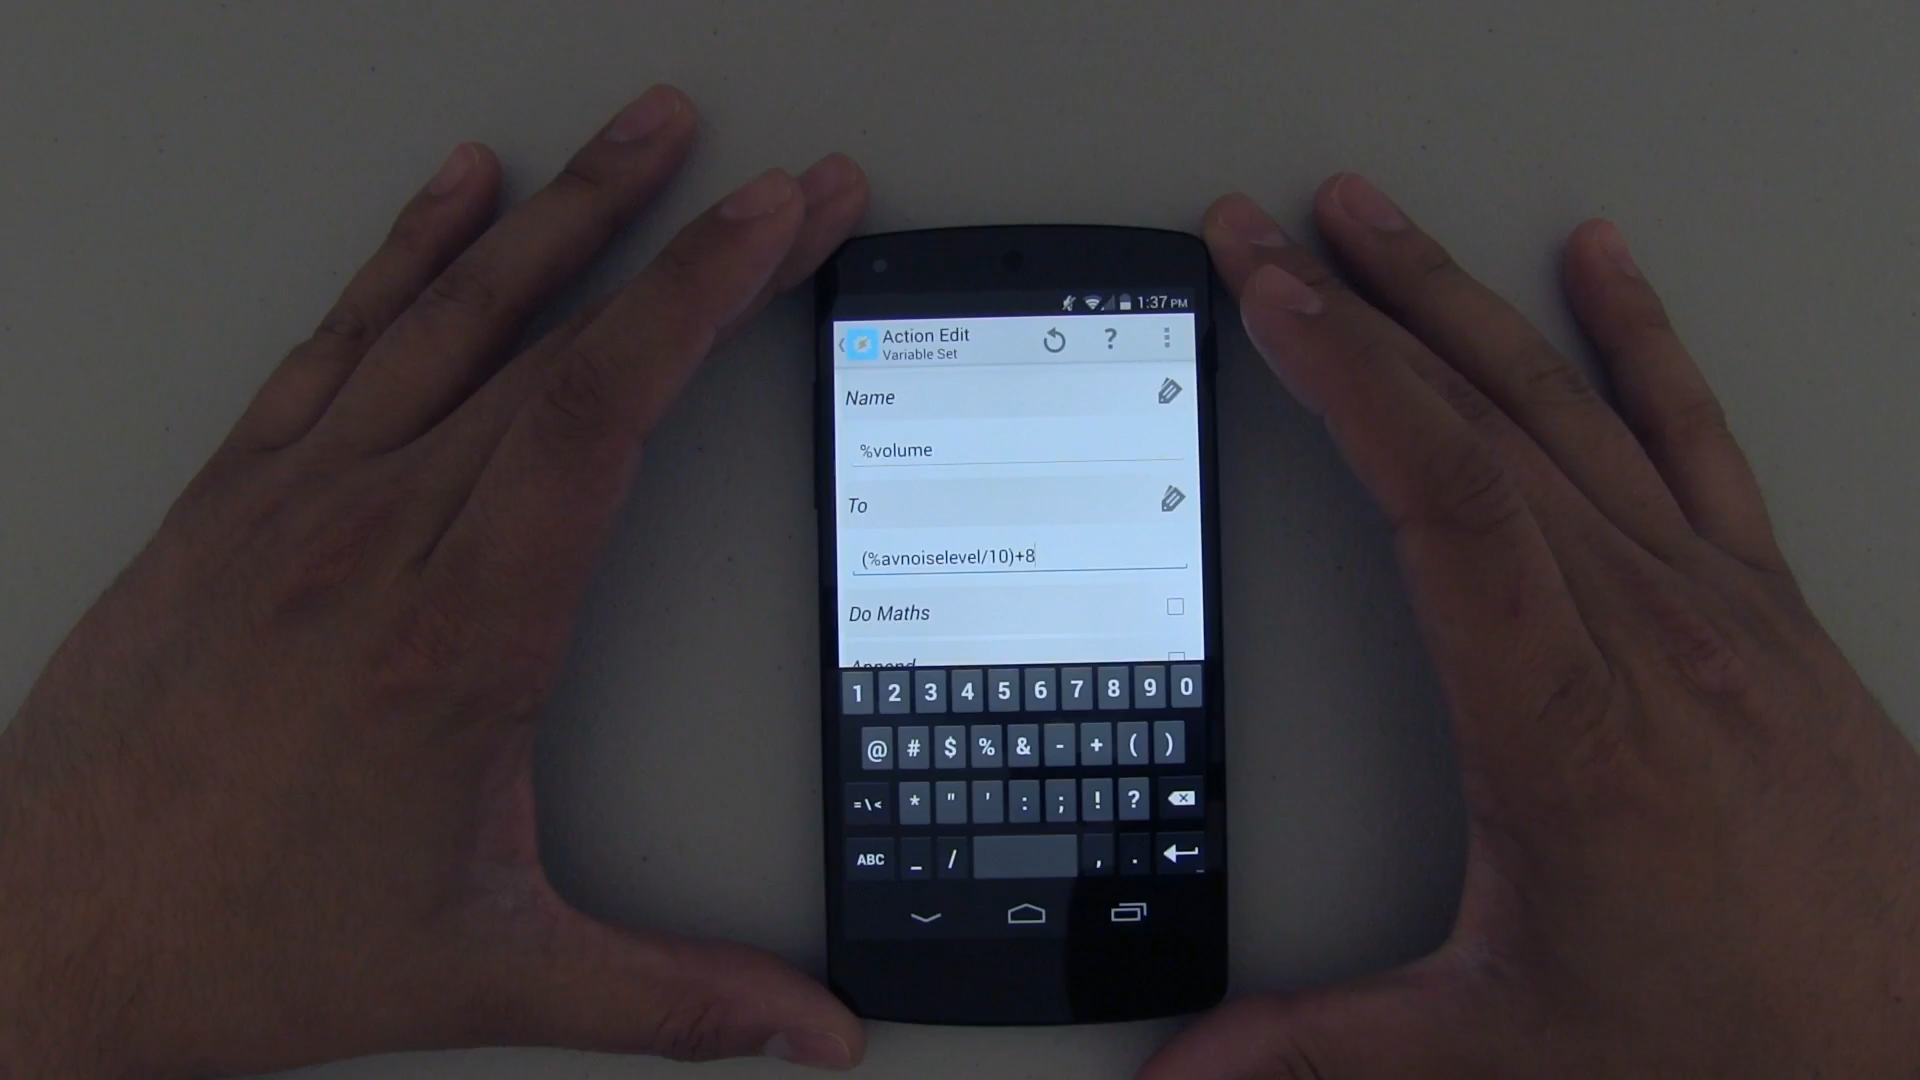 1:37 PM
Action Edit
Variable Set
Name
%volume
To
(%avnoiselevel/10)+8
Do Maths
Append
1 2 3 4 5 6 7 8 9 0
@ # $ % & - + ( )
=\< * " ' : ; ! ?
ABC _ / , .